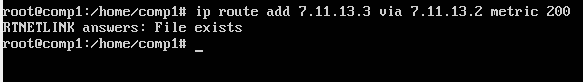 root@comp1:/home/comp1# ip route add 7.11.13.3 via 7.11.13.2 metric 200
RTNETLINK answers: File exists
root@comp1:/home/comp1# _